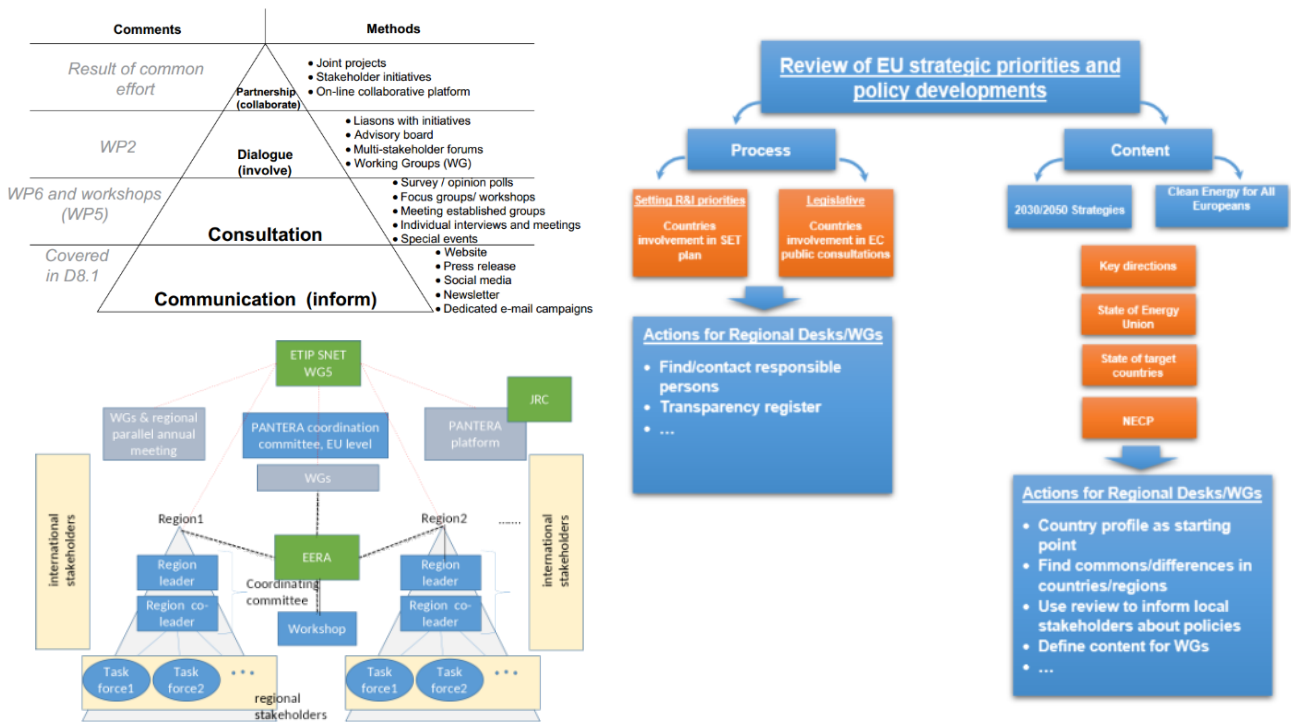 Comments
Methods
Result of common
effort
Partnership
(collaborate)
• Joint projects
• Stakeholder initiatives
• On-line collaborative platform
WP2
Dialogue
(involve)
• Liasons with initiatives
• Advisory board
• Multi-stakeholder forums
• Working Groups (WG)
WP6 and workshops
(WP5)
Consultation
• Survey / opinion polls
• Focus groups/ workshops
• Meeting established groups
• Individual interviews and meetings
• Special events
Covered
in D8.1
Communication (inform)
• Website
• Press release
• Social media
• Newsletter
• Dedicated e-mail campaigns
ETIP SNET
WG5
JRC
WGs & regional
parallel annual
meeting
PANTERA coordination
committee, EU level
PANTERA
platform
WGs
international
stakeholders
Region1
Region2
.......
international
stakeholders
EERA
Region
leader
Region co-
leader
Coordinating
committee
Workshop
Region
leader
Region co-
leader
Task
force1
Task
force2
• • •
regional
stakeholders
Task
force1
Task
force2
• • •
Review of EU strategic priorities and
policy developments
Process
Content
Setting R&I priorities
Countries
involvement in SET
plan
Legislative
Countries
involvement in EC
public consultations
2030/2050 Strategies
Clean Energy for All
Europeans
Key directions
State of Energy
Union
State of target
countries
NECP
Actions for Regional Desks/WGs
• Find/contact responsible
persons
• Transparency register
• ...
Actions for Regional Desks/WGs
• Country profile as starting
point
• Find commons/differences in
countries/regions
• Use review to inform local
stakeholders about policies
• Define content for WGs
• ...